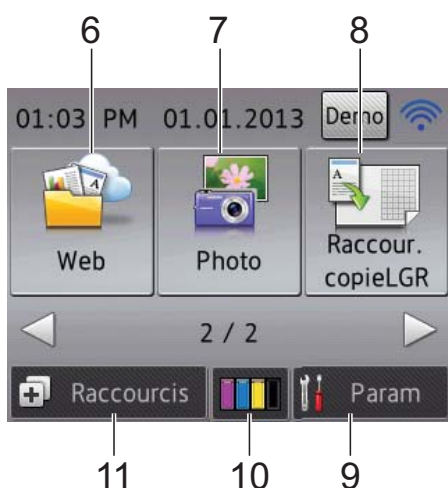 6 7 8
01:03 PM 01.01.2013 Demo
Web Photo Raccour.
copieLGR
2 / 2
Raccourcis Param
11 10 9